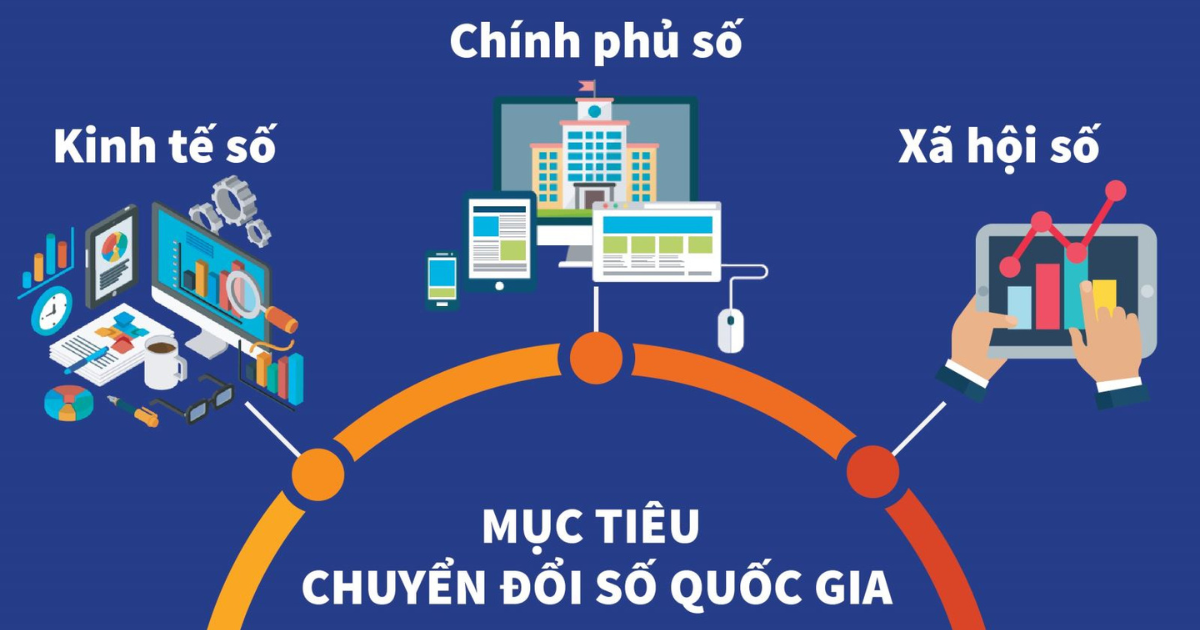 Chính phủ số
Kinh tế số
Xã hội số
MỤC TIÊU
CHUYỂN ĐỔI SỐ QUỐC GIA